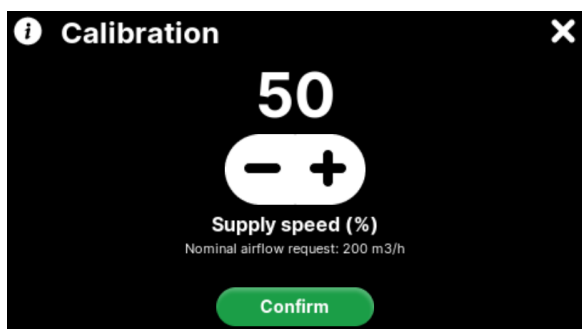 i Calibration
50
Supply speed (%)
Nominal airflow request: 200 m3/h
Confirm